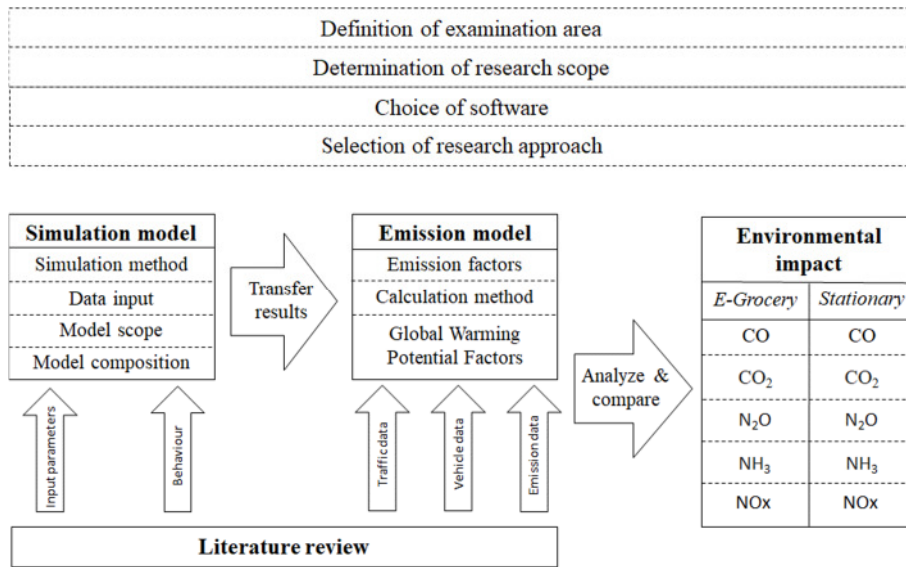 Definition of examination area
Determination of research scope
Choice of software
Selection of research approach
Simulation model
Simulation method
Data input
Model scope
Model composition
Transfer
results
Emission model
Emission factors
Calculation method
Global Warming
Potential Factors
Analyze &
compare
Environmental
impact
E-Grocery Stationary
CO CO
CO₂ CO₂
N₂O N₂O
NH₃ NH₃
NOx NOx
Input parameters
Behaviour
Traffic data
Vehicle data
Emission data
Literature review